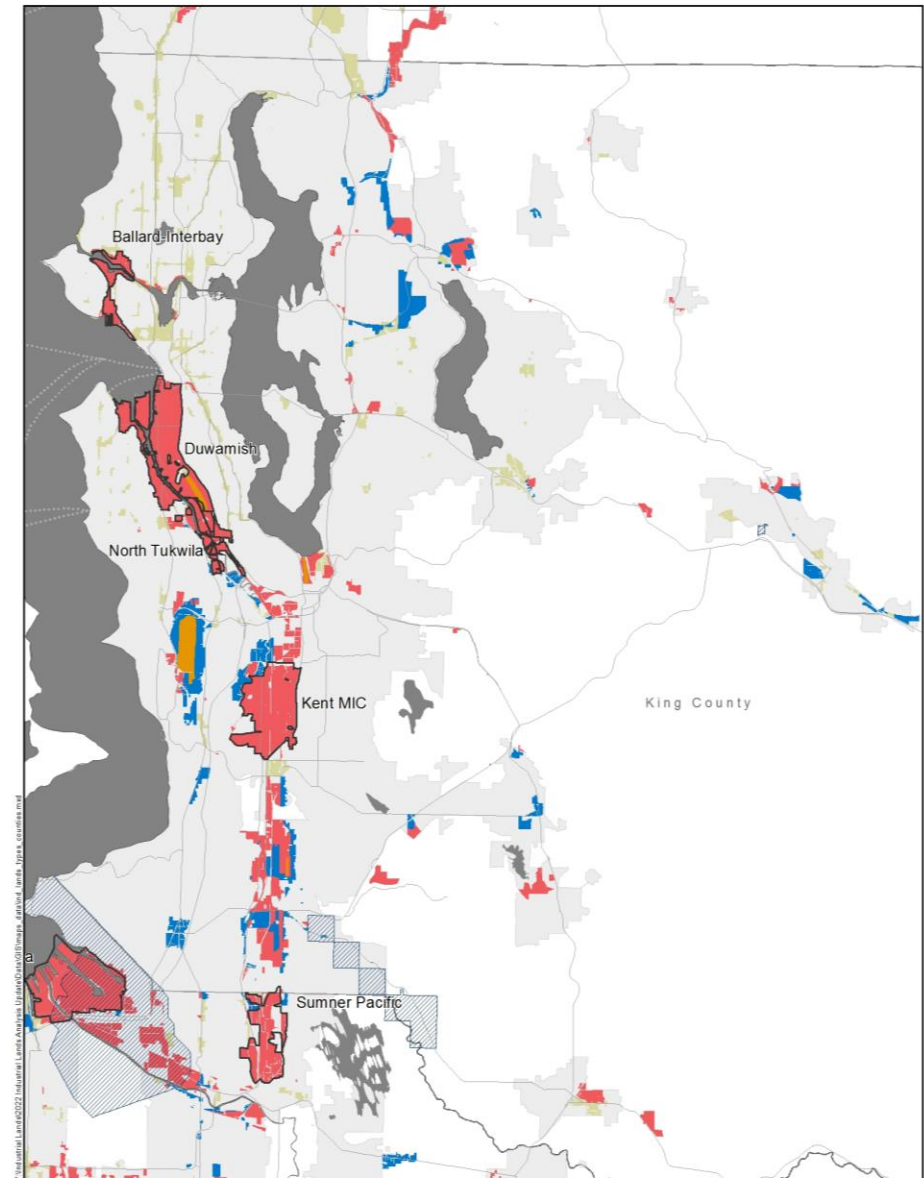 Ballard-Interbay
Duwamish
North Tukwila
Kent MIC
King County
Sumner Pacific
a